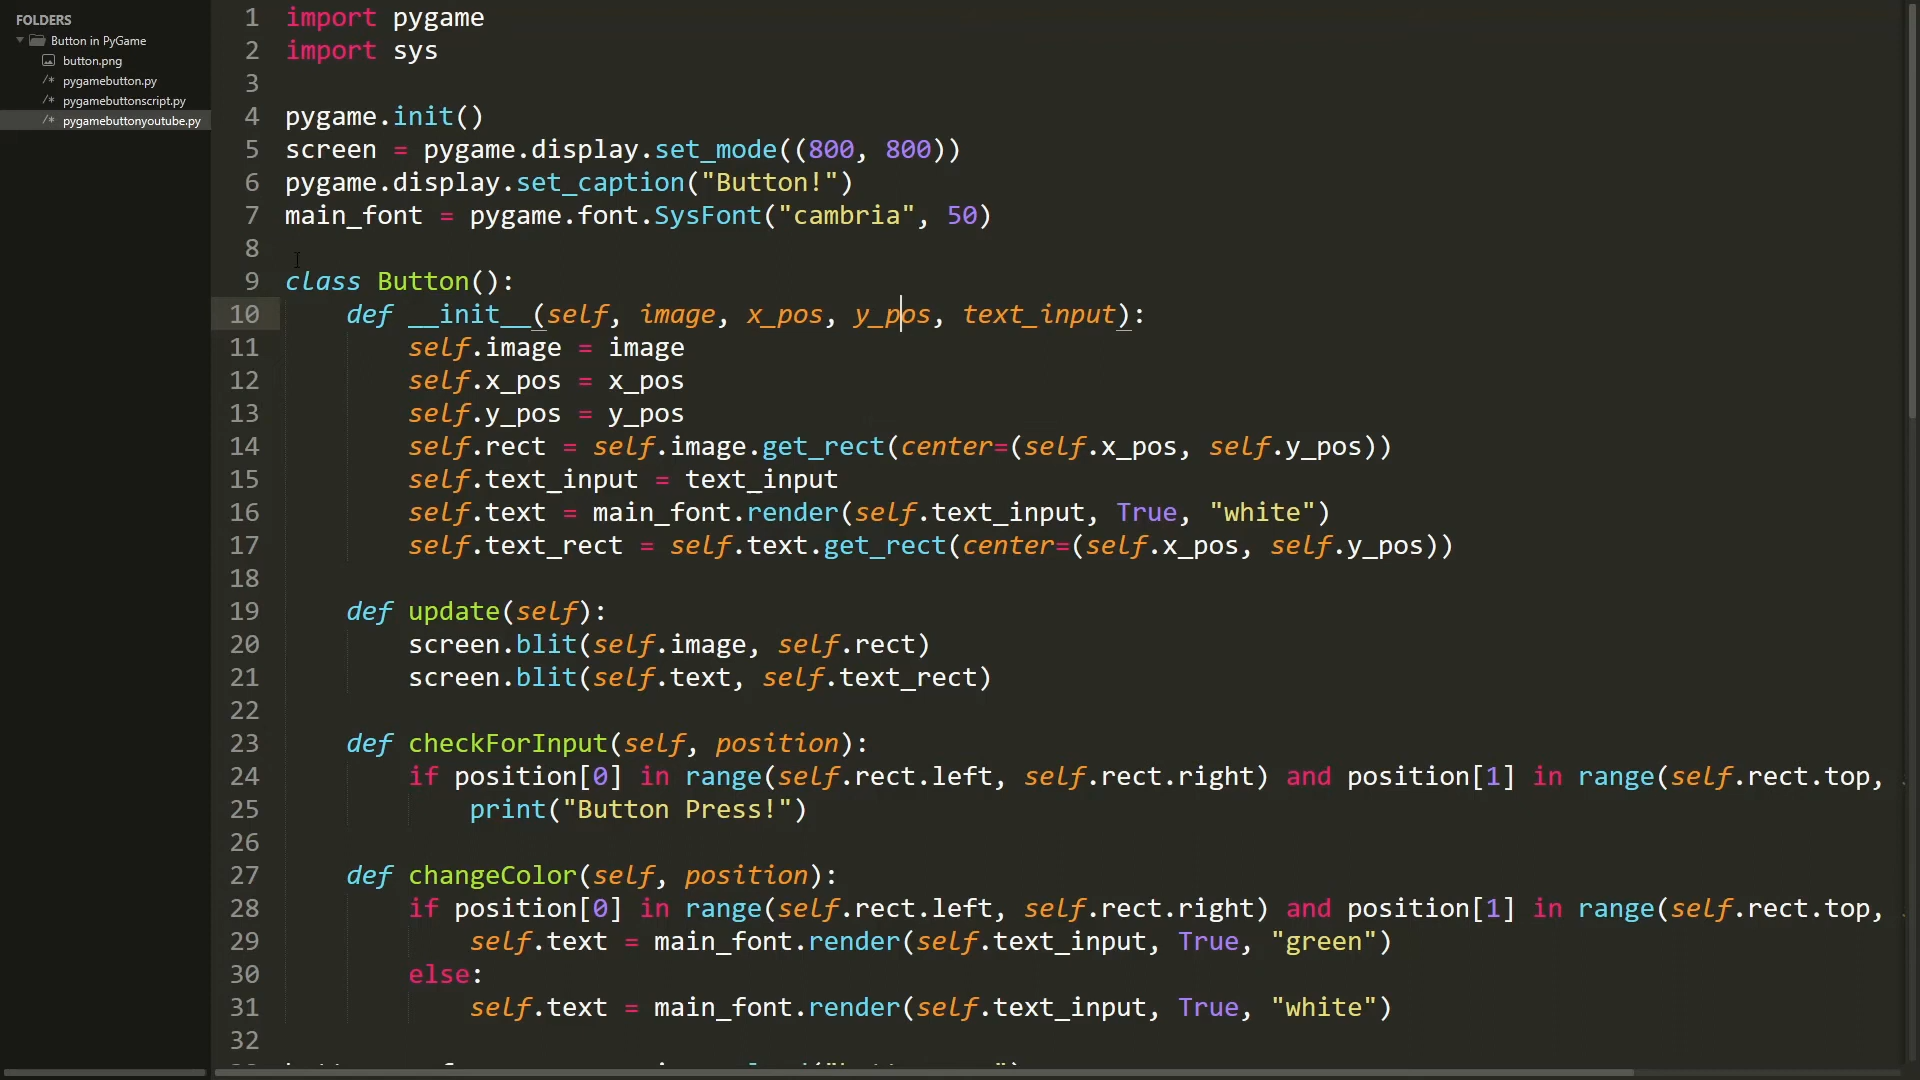 FOLDERS
Button in PyGame
button.png
/* pygamebutton.py
/* pygamebuttonscript.py
/* pygamebuttonyoutube.py
1 import pygame
2 import sys
3
4 pygame.init()
5 screen = pygame.display.set_mode((800, 800))
6 pygame.display.set_caption("Button!")
7 main_font = pygame.font.SysFont("cambria", 50)
8
9 class Button():
10 def __init__(self, image, x_pos, y_pos, text_input):
11 self.image = image
12 self.x_pos = x_pos
13 self.y_pos = y_pos
14 self.rect = self.image.get_rect(center=(self.x_pos, self.y_pos))
15 self.text_input = text_input
16 self.text = main_font.render(self.text_input, True, "white")
17 self.text_rect = self.text.get_rect(center=(self.x_pos, self.y_pos))
18
19 def update(self):
20 screen.blit(self.image, self.rect)
21 screen.blit(self.text, self.text_rect)
22
23 def checkForInput(self, position):
24 if position[0] in range(self.rect.left, self.rect.right) and position[1] in range(self.rect.top,
25 print("Button Press!")
26
27 def changeColor(self, position):
28 if position[0] in range(self.rect.left, self.rect.right) and position[1] in range(self.rect.top,
29 self.text = main_font.render(self.text_input, True, "green")
30 else:
31 self.text = main_font.render(self.text_input, True, "white")
32